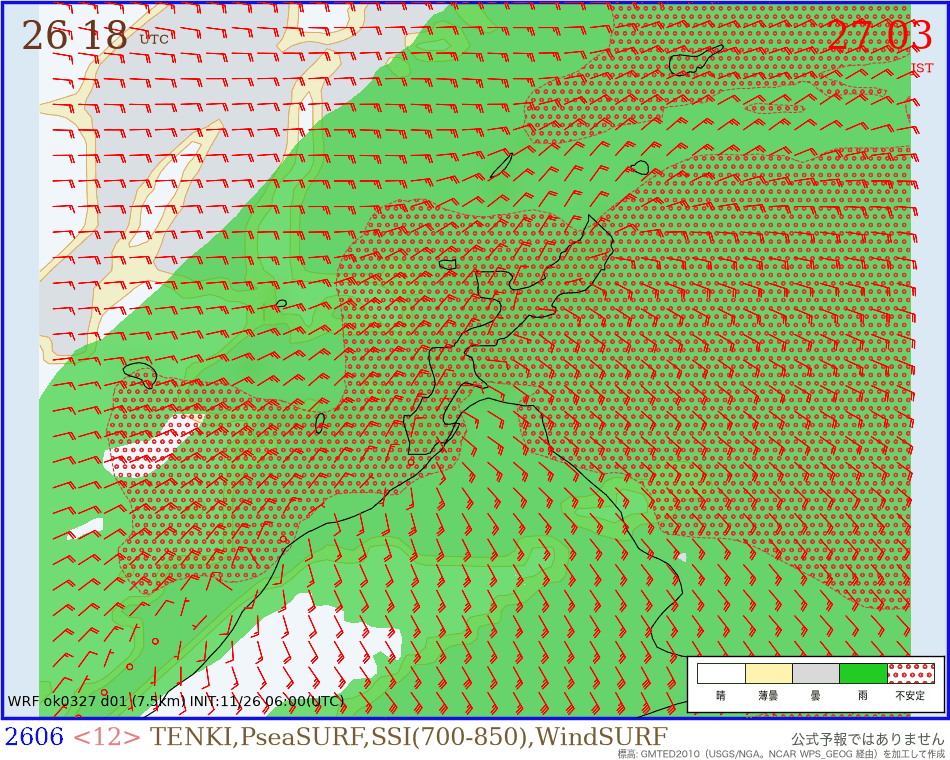 26 18 UTC
27 03
JST
WRF ok0327 d01 (7.5km) INIT:11/26 06:00(UTC)
晴 薄曇 曇 雨 不安定
2606 <12> TENKI,PseaSURF,SSI(700-850),WindSURF
公式予報ではありません
標高: GMTED2010（USGS/NGA。NCAR WPS_GEOG 経由）を加工して作成